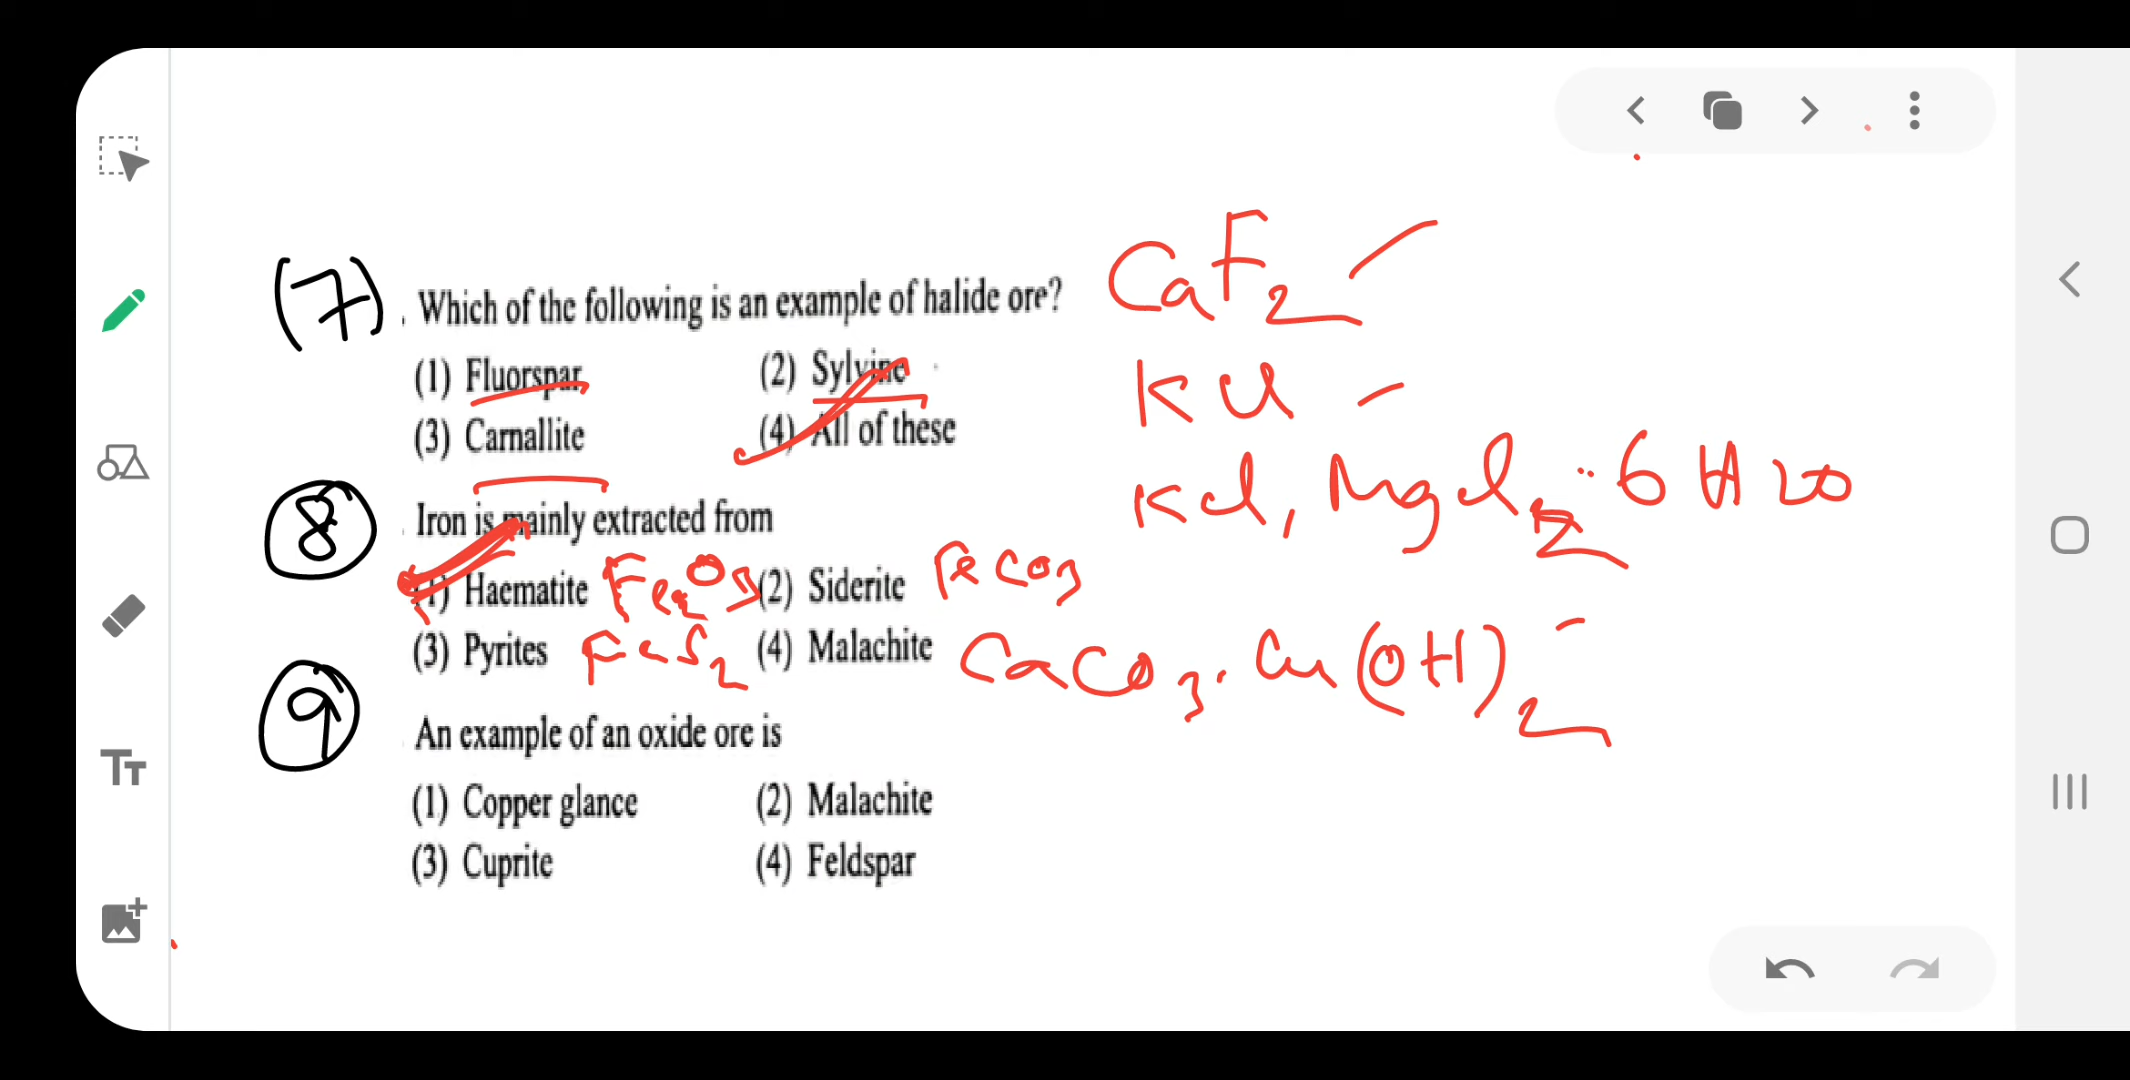 (7) . Which of the following is an example of halide ore? CaF2
(1) Fluorspar (2) Sylvine KCl
(3) Carnallite (4) All of these KCl, MgCl2 . 6H2O
8 . Iron is mainly extracted from
(1) Haematite Fe2O3 (2) Siderite FeCO3
(3) Pyrites FeS2 (4) Malachite CaCO3 . Cu(OH)2
9 An example of an oxide ore is
(1) Copper glance (2) Malachite
(3) Cuprite (4) Feldspar
TT